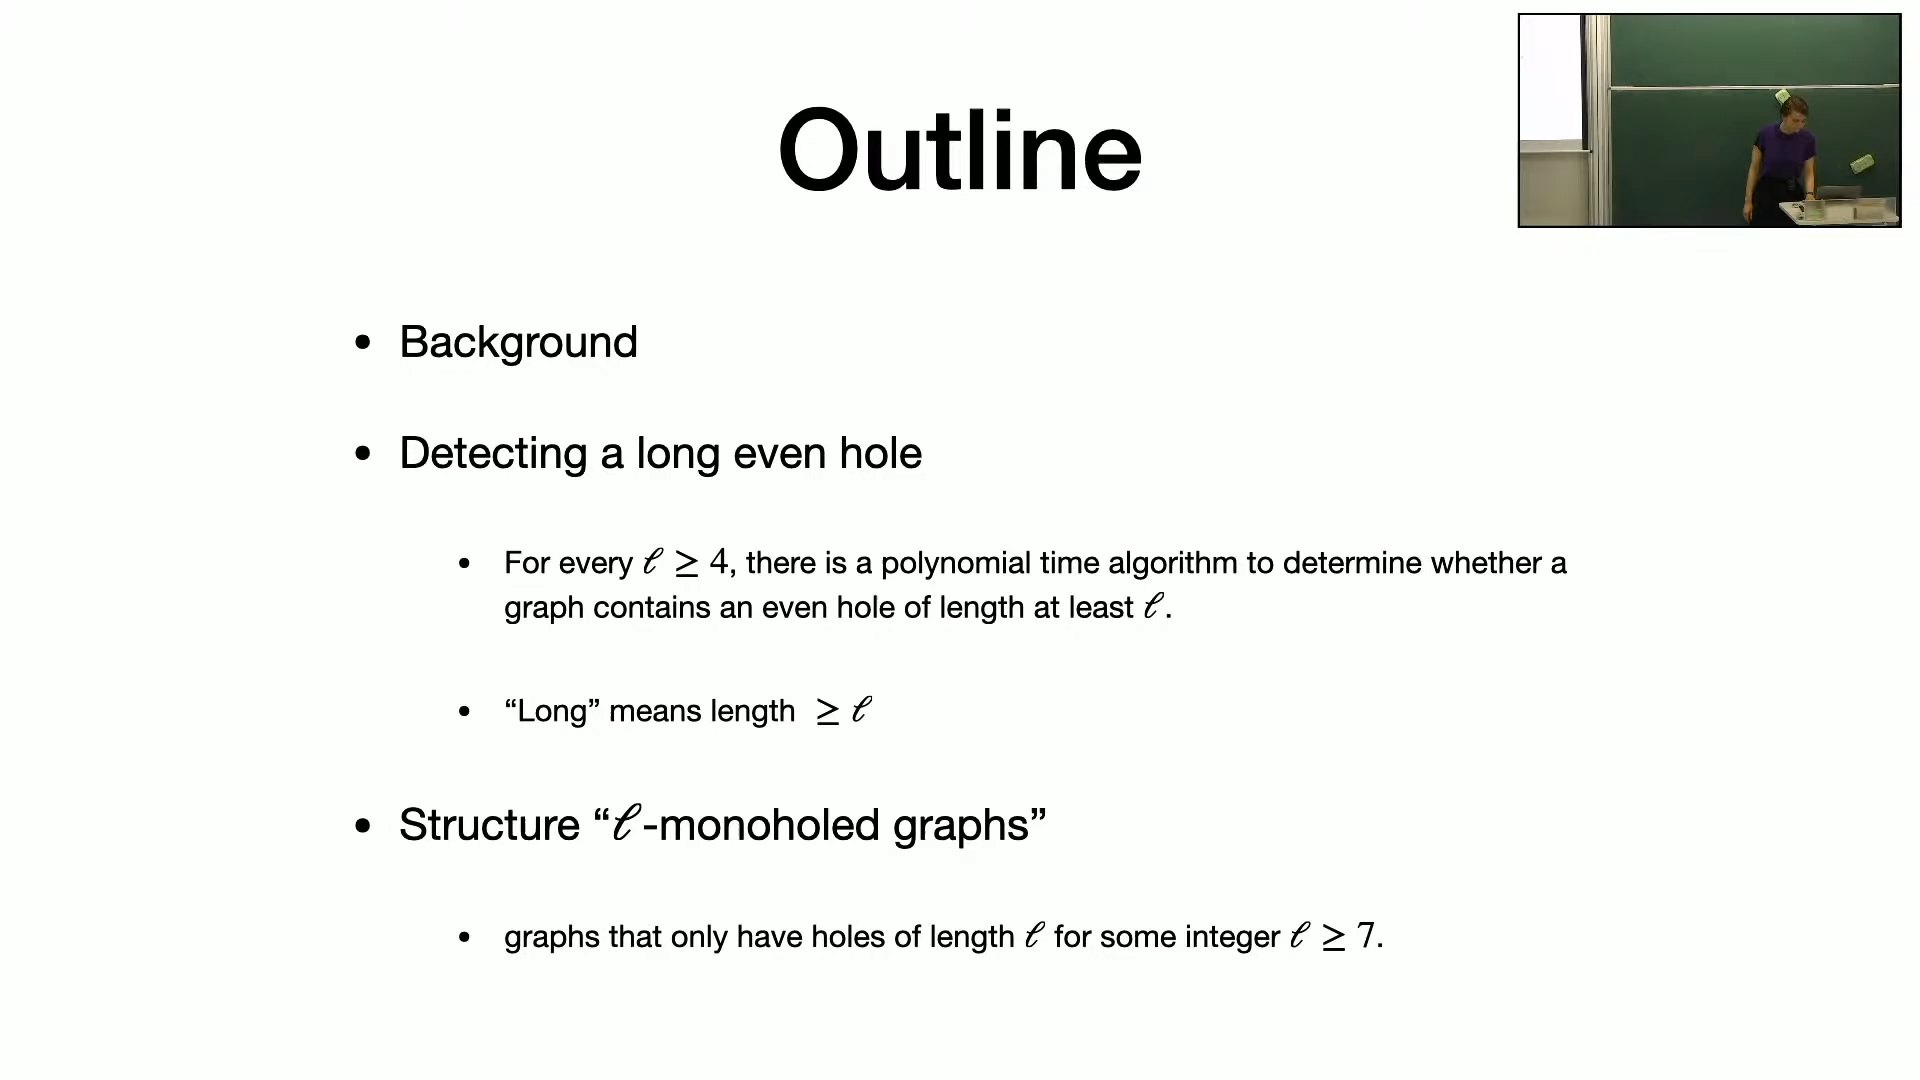 Outline
• Background
• Detecting a long even hole
• For every ℓ ≥ 4, there is a polynomial time algorithm to determine whether a
graph contains an even hole of length at least ℓ.
• “Long” means length ≥ ℓ
• Structure “ℓ-monoholed graphs”
• graphs that only have holes of length ℓ for some integer ℓ ≥ 7.